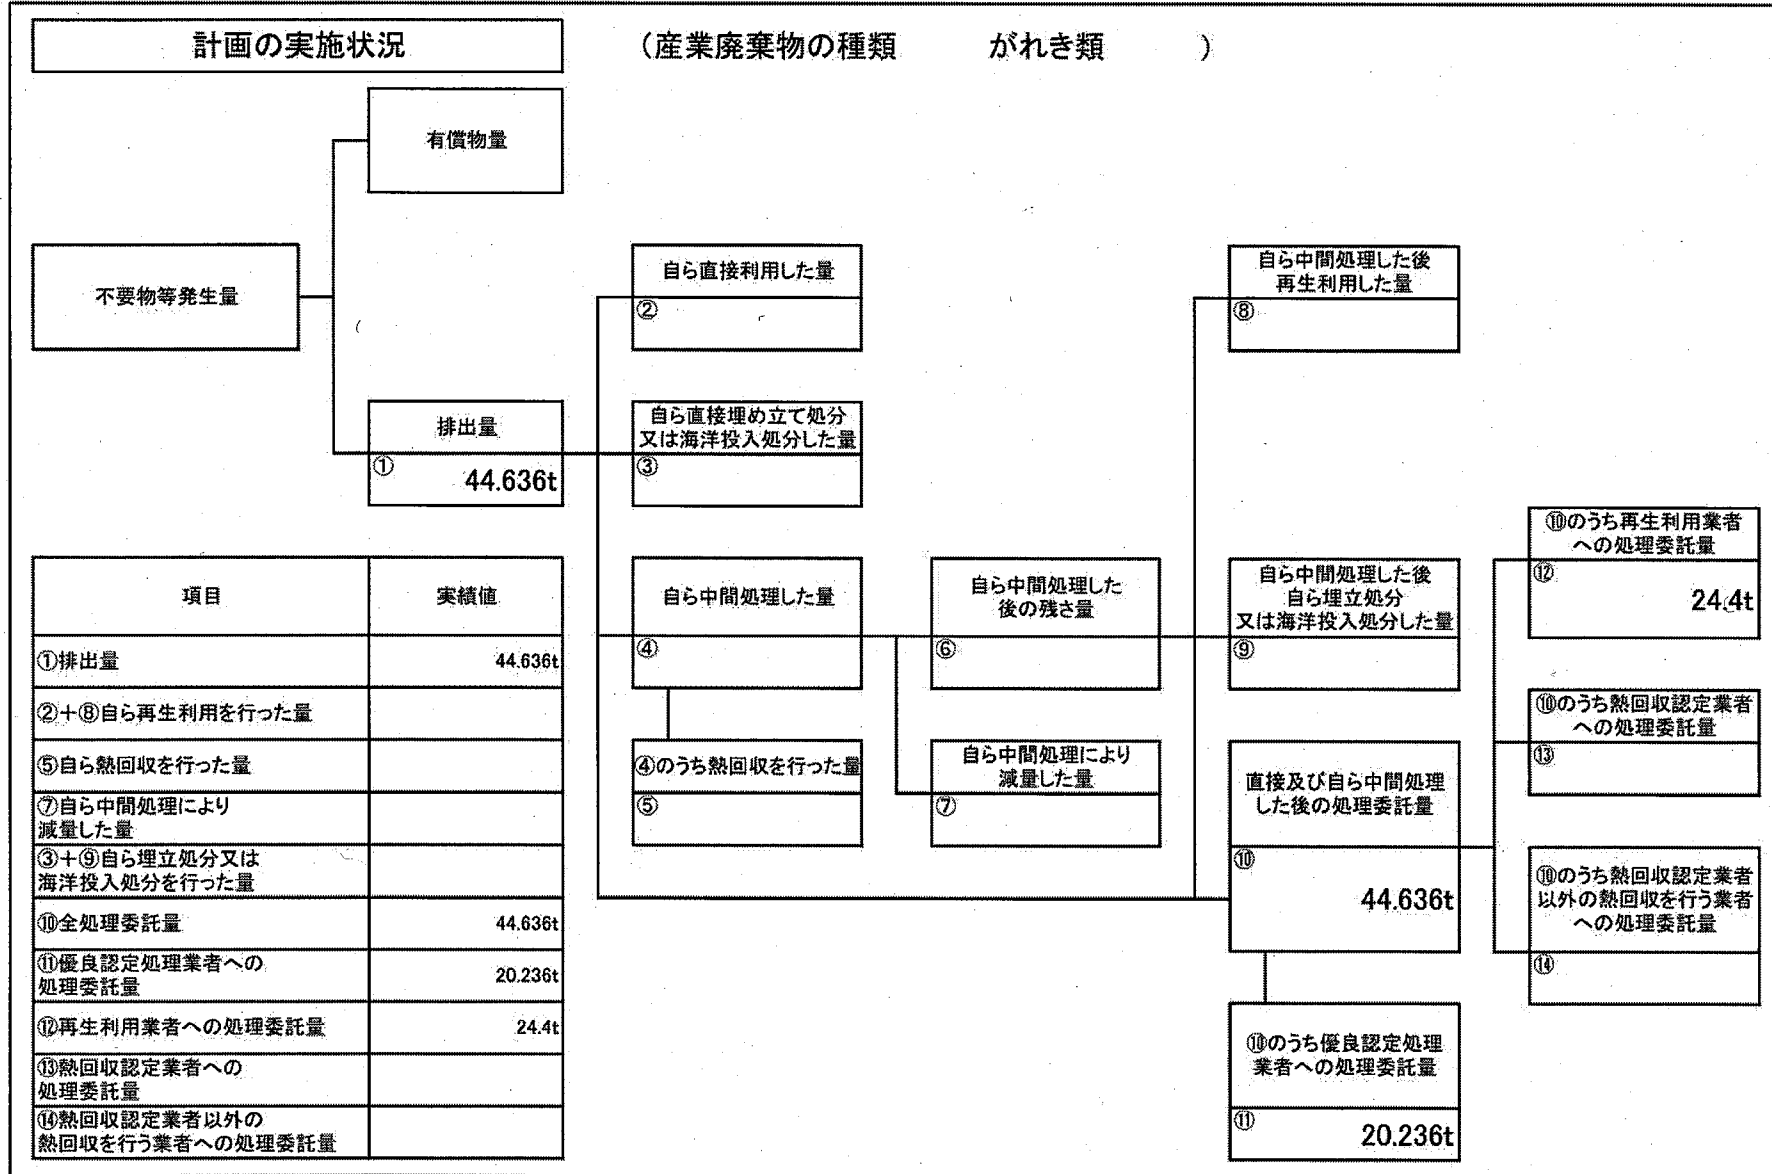 計画の実施状況
(産業廃棄物の種類 がれき類 )
有償物量
不要物等発生量
自ら直接利用した量
②
自ら中間処理した後
再生利用した量
⑧
排出量
①
44.636t
自ら直接埋め立て処分
又は海洋投入処分した量
③
⑩のうち再生利用業者
への処理委託量
⑫
24.4t
自ら中間処理した量
④
自ら中間処理した
後の残さ量
⑥
自ら中間処理した後
自ら埋立処分
又は海洋投入処分した量
⑨
⑩のうち熱回収認定業者
への処理委託量
⑬
④のうち熱回収を行った量
⑤
自ら中間処理により
減量した量
⑦
直接及び自ら中間処理
した後の処理委託量
⑩
44.636t
⑩のうち熱回収認定業者
以外の熱回収を行う業者
への処理委託量
⑭
⑩のうち優良認定処理
業者への処理委託量
⑪
20.236t
項目 実績値
①排出量 44.636t
②+⑧自ら再生利用を行った量
⑤自ら熱回収を行った量
⑦自ら中間処理により
減量した量
③+⑨自ら埋立処分又は
海洋投入処分を行った量
⑩全処理委託量 44.636t
⑪優良認定処理業者への
処理委託量 20.236t
⑫再生利用業者への処理委託量 24.4t
⑬熱回収認定業者への
処理委託量
⑭熱回収認定業者以外の
熱回収を行う業者への処理委託量